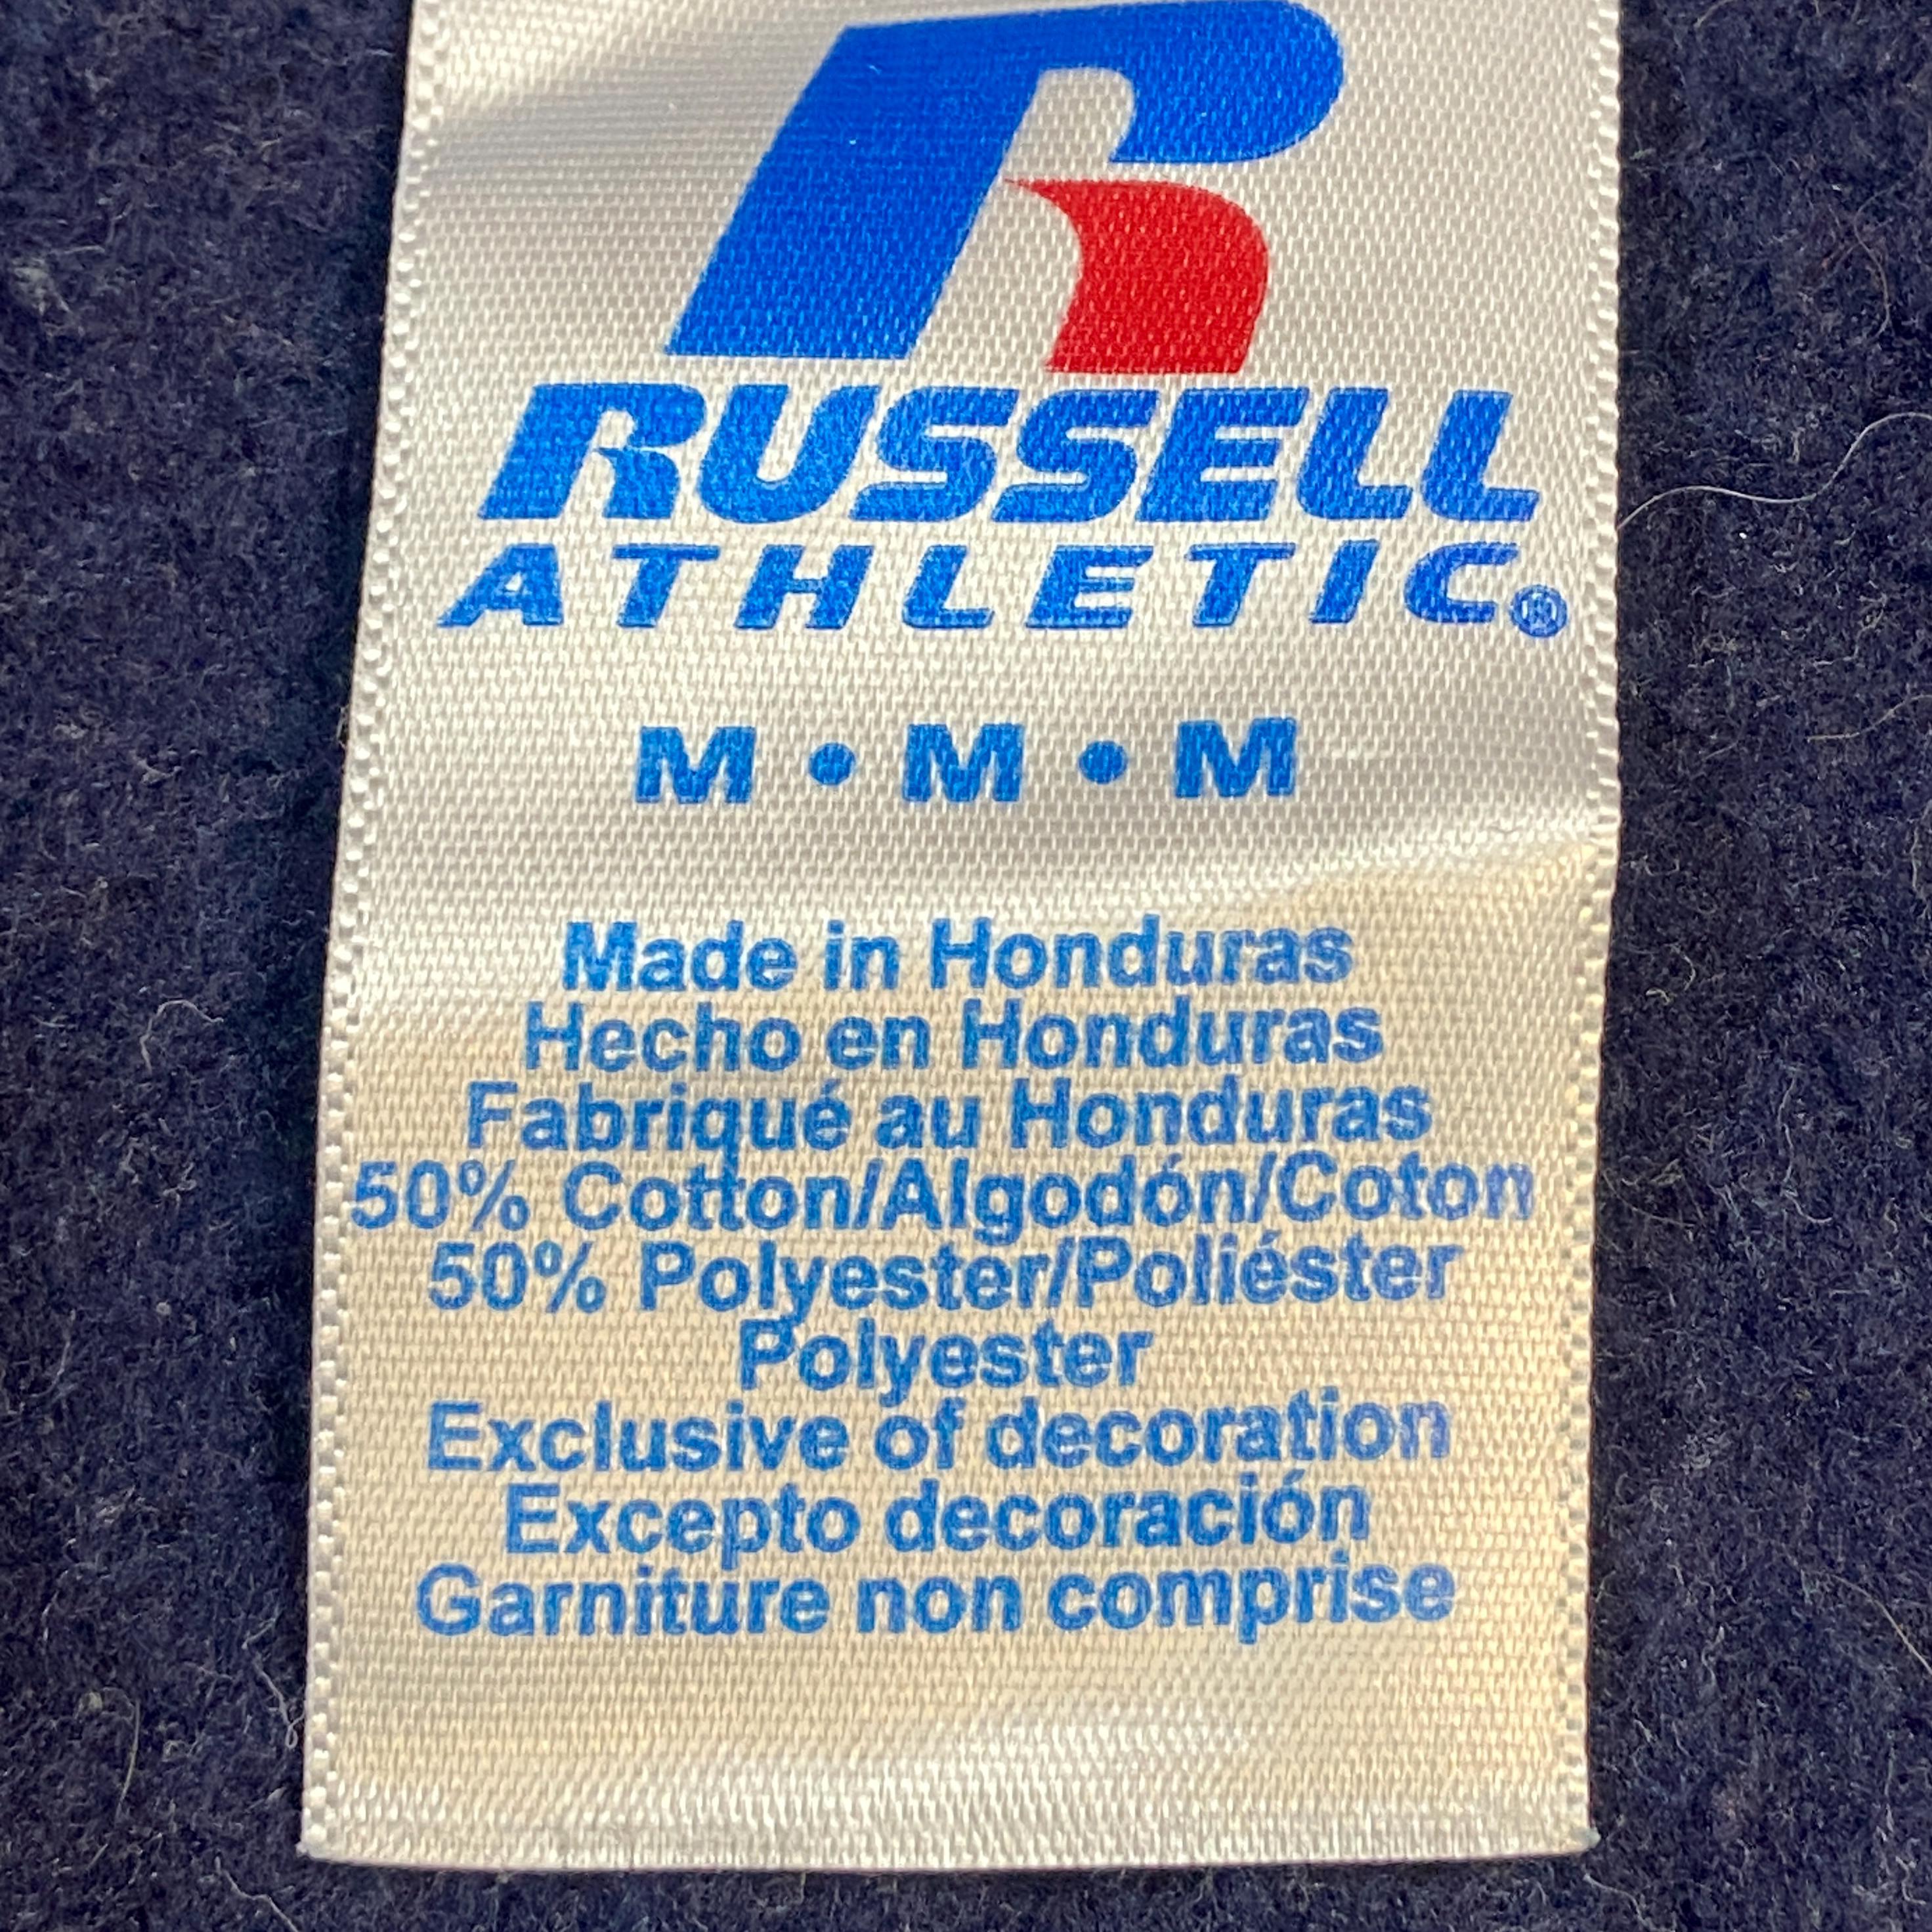 R
RUSSELL
ATHLETIC®
M • M • M
Made in Honduras
Hecho en Honduras
Fabriqué au Honduras
50% Cotton/Algodón/Coton
50% Polyester/Poliéster
Polyester
Exclusive of decoration
Excepto decoración
Garniture non comprise